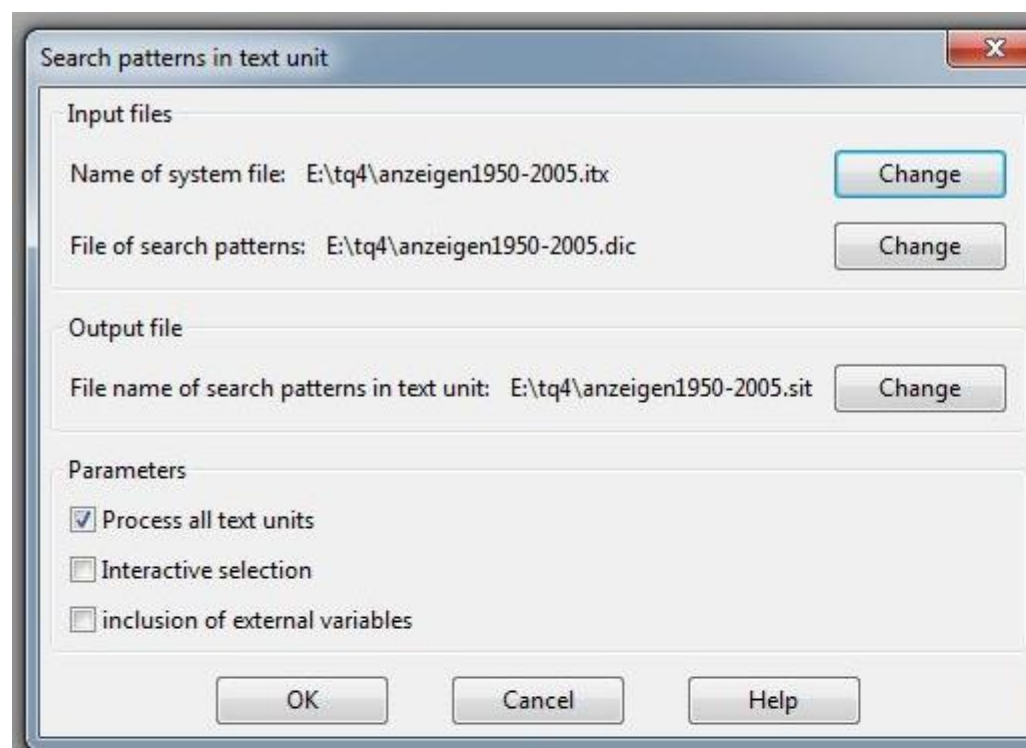 Search patterns in text unit
Input files
Name of system file: E:\tq4\anzeigen1950-2005.itx Change
File of search patterns: E:\tq4\anzeigen1950-2005.dic Change
Output file
File name of search patterns in text unit: E:\tq4\anzeigen1950-2005.sit Change
Parameters
Process all text units
Interactive selection
inclusion of external variables
OK Cancel Help